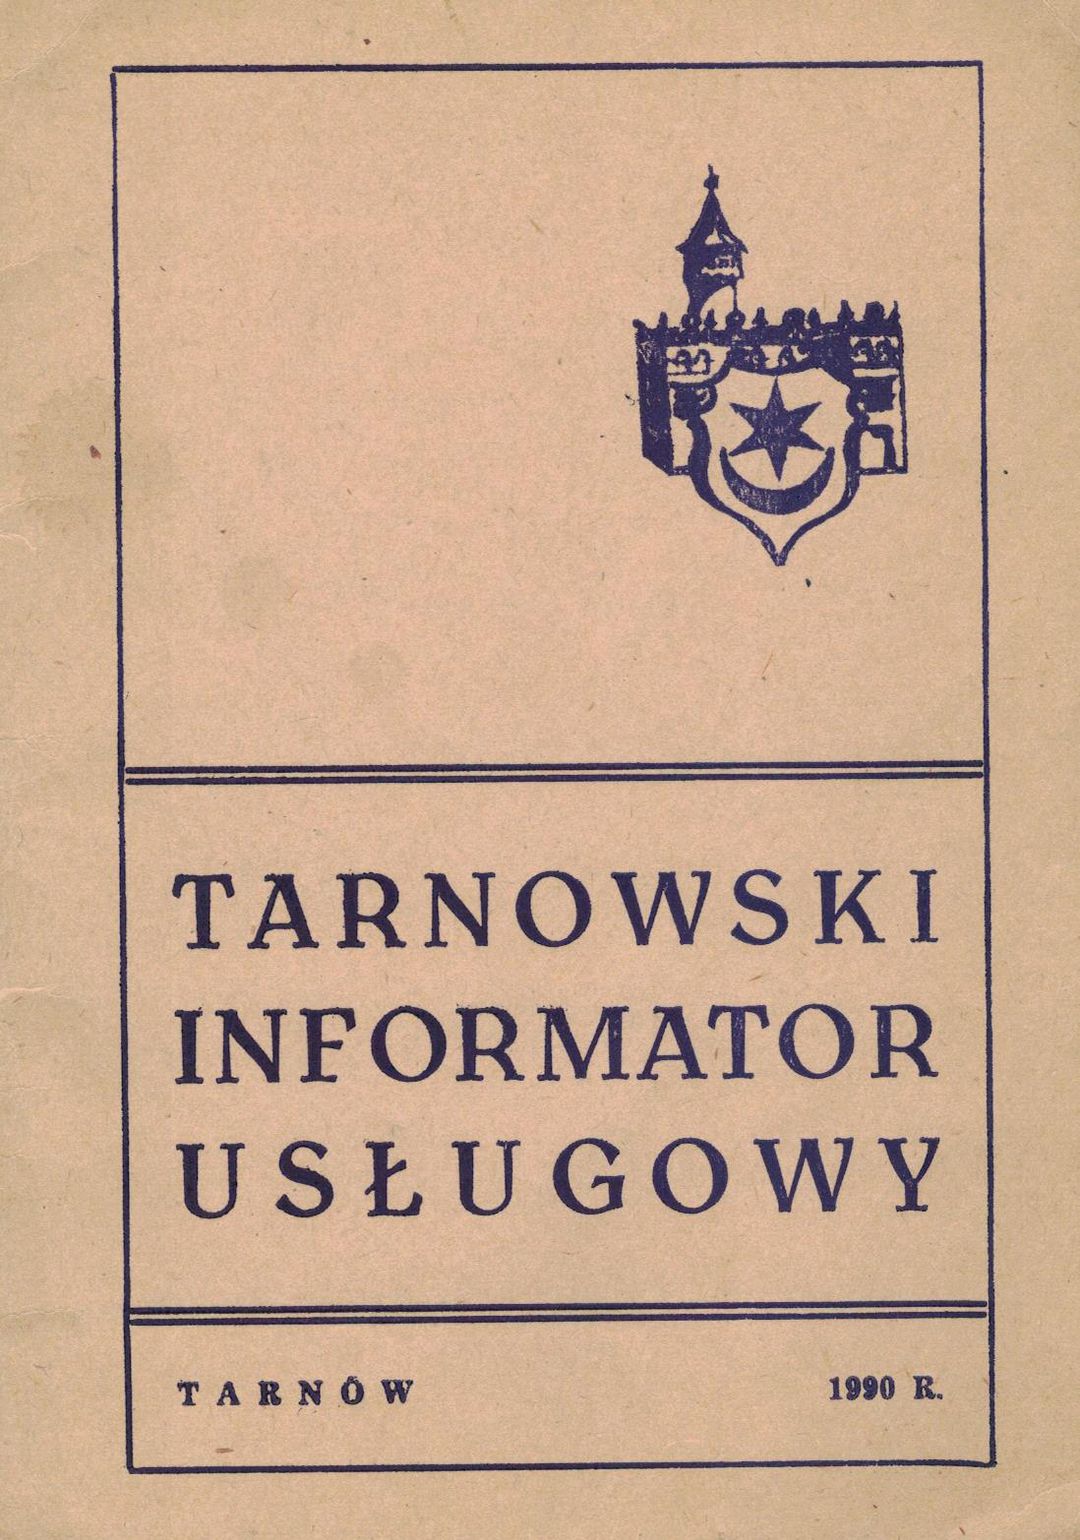 TARNOWSKI
INFORMATOR
USŁUGOWY
TARNÓW 1990 R.